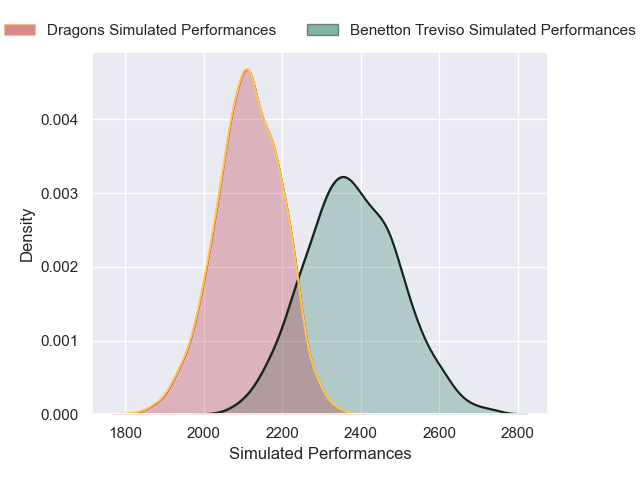 Dragons Simulated Performances
Benetton Treviso Simulated Performances
Density
0.004
0.003
0.002
0.001
0.000
1800 2000 2200 2400 2600 2800
Simulated Performances